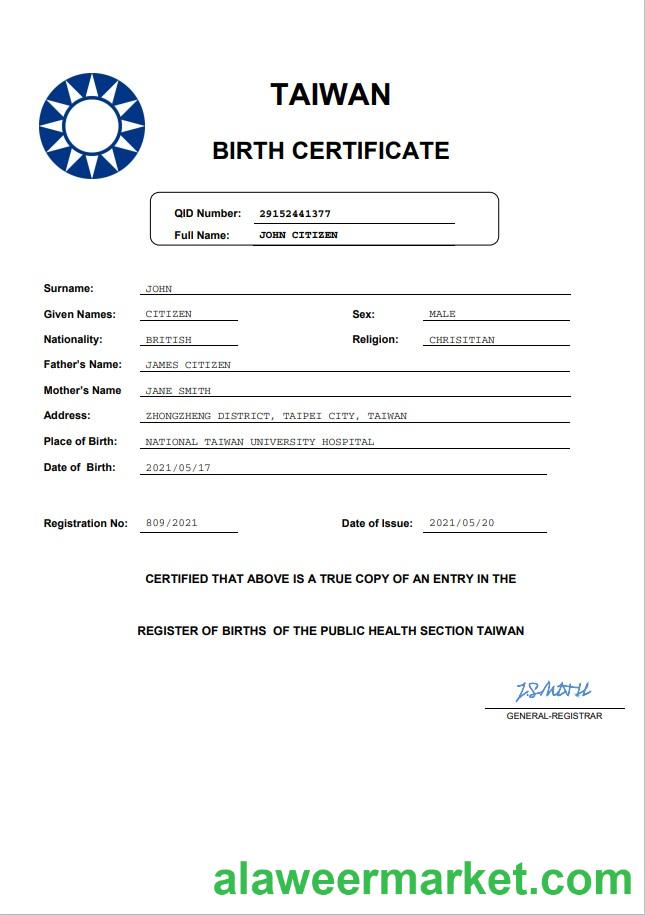 TAIWAN
BIRTH CERTIFICATE
QID Number: 29152441377
Full Name: JOHN CITIZEN
Surname: JOHN
Given Names: CITIZEN Sex: MALE
Nationality: BRITISH Religion: CHRISITIAN
Father's Name: JAMES CITIZEN
Mother's Name JANE SMITH
Address: ZHONGZHENG DISTRICT, TAIPEI CITY, TAIWAN
Place of Birth: NATIONAL TAIWAN UNIVERSITY HOSPITAL
Date of Birth: 2021/05/17
Registration No: 809/2021 Date of Issue: 2021/05/20
CERTIFIED THAT ABOVE IS A TRUE COPY OF AN ENTRY IN THE
REGISTER OF BIRTHS OF THE PUBLIC HEALTH SECTION TAIWAN
J.SMITH
GENERAL-REGISTRAR
alaweermarket.com